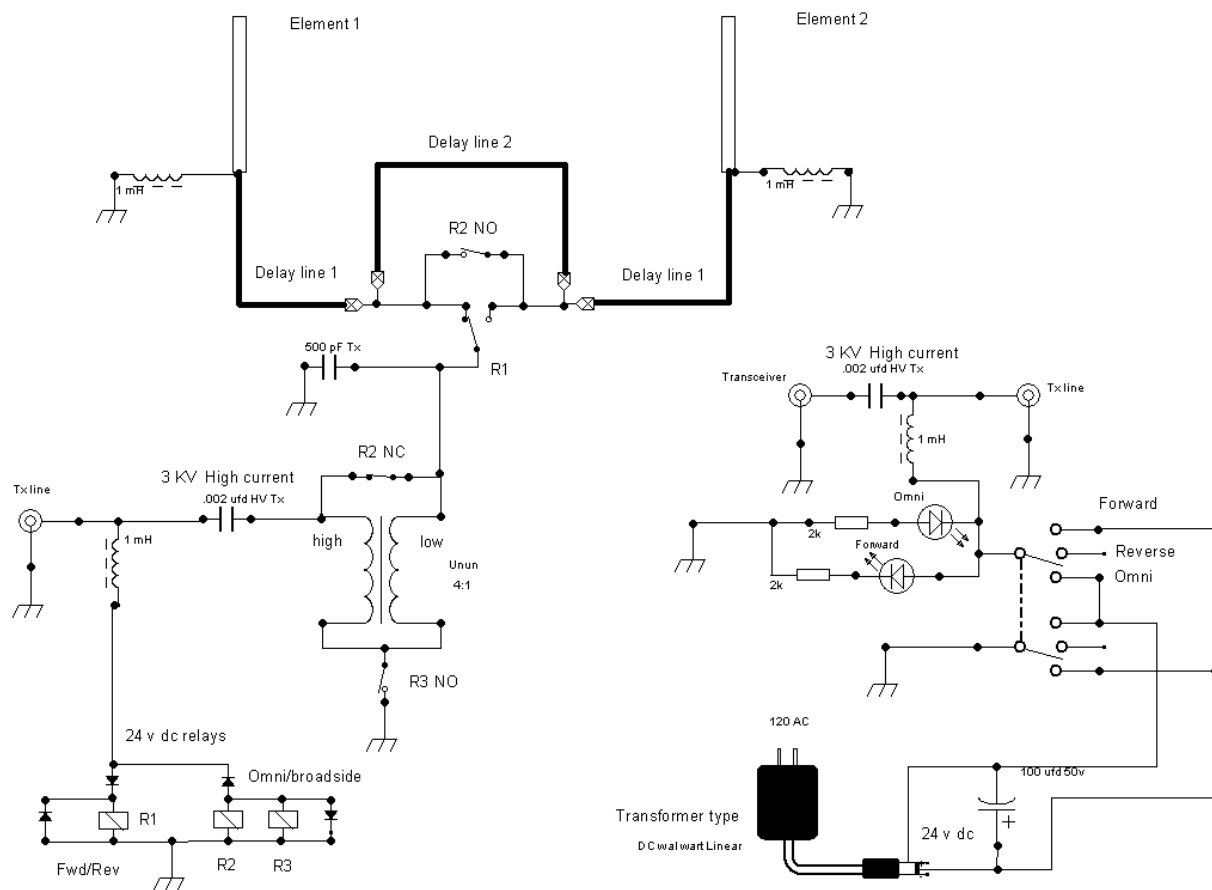 Element 1
Element 2
Delay line 2
1 mH
1 mH
R2 NO
Delay line 1
Delay line 1
500 pF Tx
R1
3 KV High current
.002 ufd HV Tx
Transceiver
Tx line
1 mH
R2 NC
3 KV High current
.002 ufd HV Tx
Tx line
1 mH
high
low
Unun
4:1
Omni
2k
Forward
2k
Forward
Reverse
Omni
R3 NO
24 v dc relays
Omni/broadside
R1
R2
R3
Fwd/Rev
120 AC
Transformer type
DC walwart Linear
100 ufd 50v
+
24 v dc